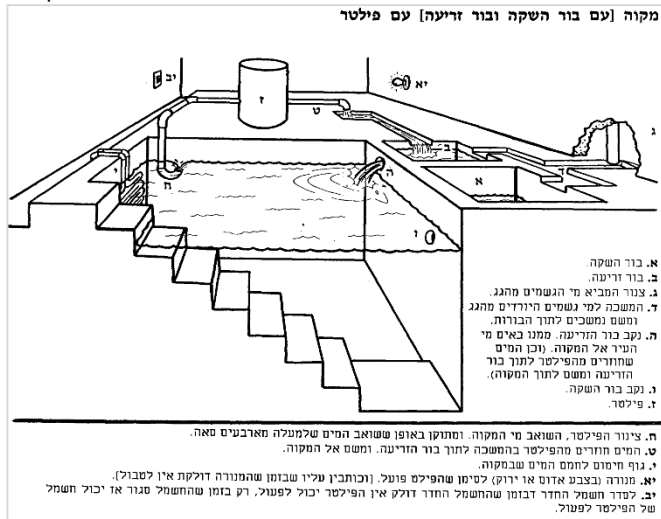 מקוה [עם בור השקה ובור זריעה] עם פילטר
יב
יא
ז
ט
ג
ב
ד
א
ה
ח
י
ו
א. בור השקה.
ב. בור זריעה.
ג. צנור המביא מי הגשמים מהגג.
ד. המשכה למי גשמים היורדים מהגג
ומשם נמשכים לתוך הבורות.
ה. נקב בור הזריעה. ממנו באים מי
העיר אל המקוה. (וכן המים
שחוזרים מהפילטר לתוך בור
הזריעה ומשם לתוך המקוה).
ו. נקב בור השקה.
ז. פילטר.
ח. צינור הפילטר, השואב מי המקוה. ומתוקן באופן ששואב המים שלמעלה מארבעים סאה.
ט. המים חוזרים מהפילטר בהמשכה לתוך בור הזריעה. ומשם אל המקוה.
י. גוף חימום לחמם המים שבמקוה.
יא. מנורה (בצבע אדום או ירוק) לסימן שהפילט פועל. [וכותבין עליו שבזמן שהמנורה דולקת אין לטבול].
יב. לסדר חשמל החדר דבזמן שהחשמל החדר דולק אין הפילטר יכול לפעול, רק בזמן שהחשמל סגור אז יכול חשמל
של הפילטר לפעול.